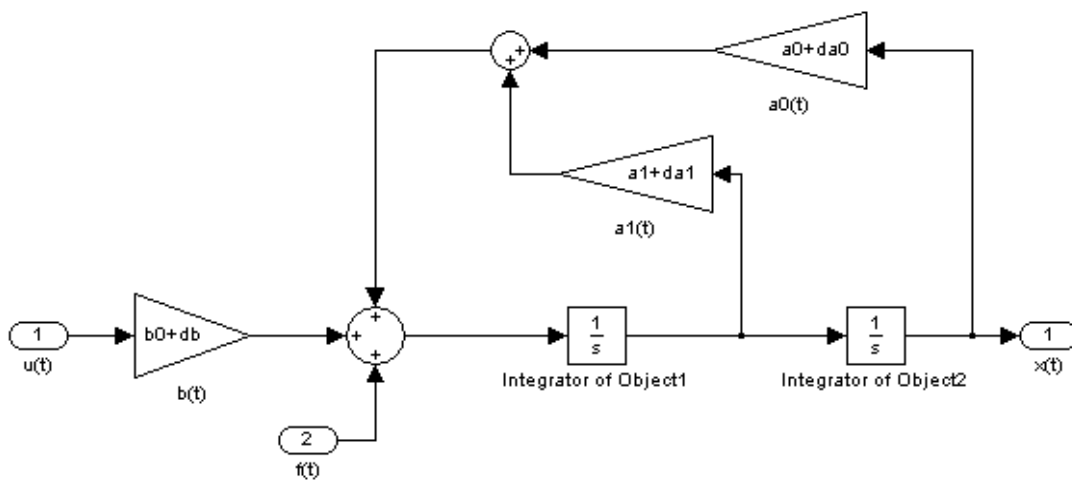 a0+da0
+
+
a0(t)
a1+da1
a1(t)
1
u(t)
b0+db
b(t)
+
+
+
1
s
Integrator of Object1
1
s
Integrator of Object2
1
x(t)
2
f(t)